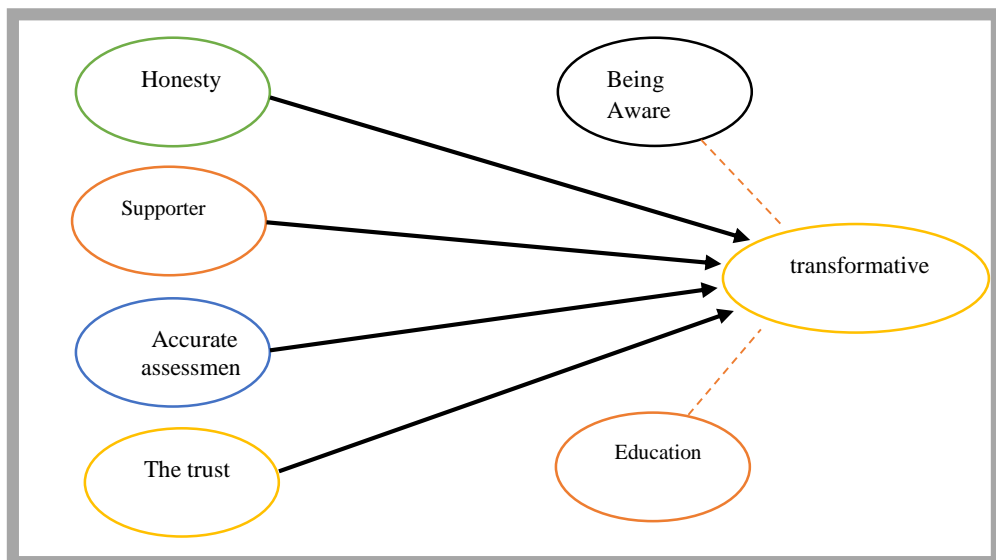 Honesty
Being
Aware
Supporter
transformative
Accurate
assessmen
Education
The trust